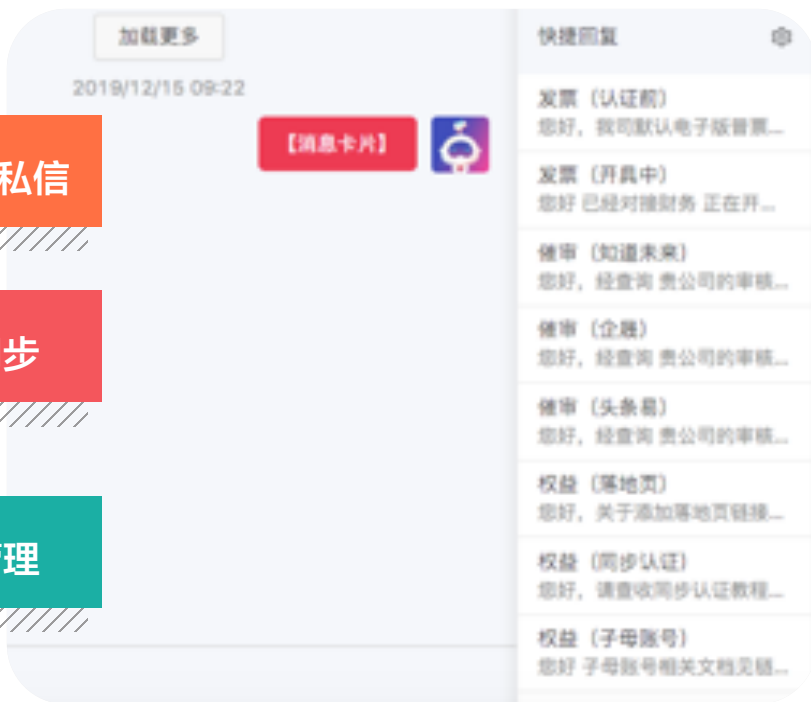 加载更多
2019/12/15 09:22
【消息卡片】
私信
步
理
快捷回复
发票（认证前）
您好，我司默认电子版普票...
发票（开具中）
您好 已经对接财务 正在开...
催审（知道未来）
您好，经查询 贵公司的审核...
催审（企晟）
您好，经查询 贵公司的审核...
催审（头条易）
您好，经查询 贵公司的审核...
权益（落地页）
您好，关于添加落地页链接...
权益（同步认证）
您好，请查收同步认证教程...
权益（子母账号）
您好 子母账号相关文档见链...